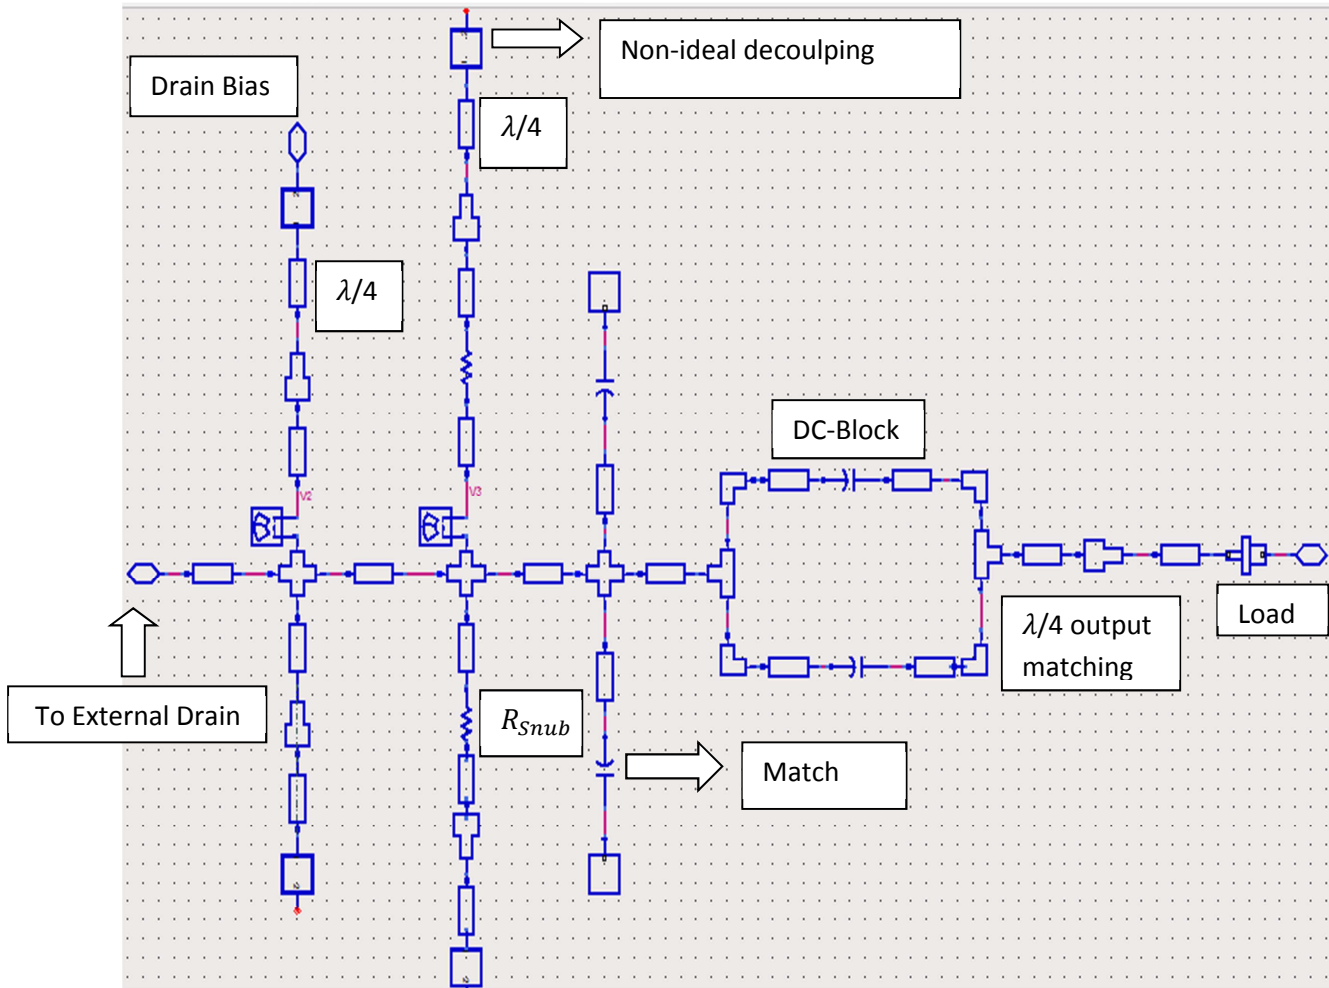 Non-ideal decoulping
Drain Bias
λ/4
λ/4
DC-Block
V2
V3
λ/4 output
matching
Load
To External Drain
R_Snub
Match